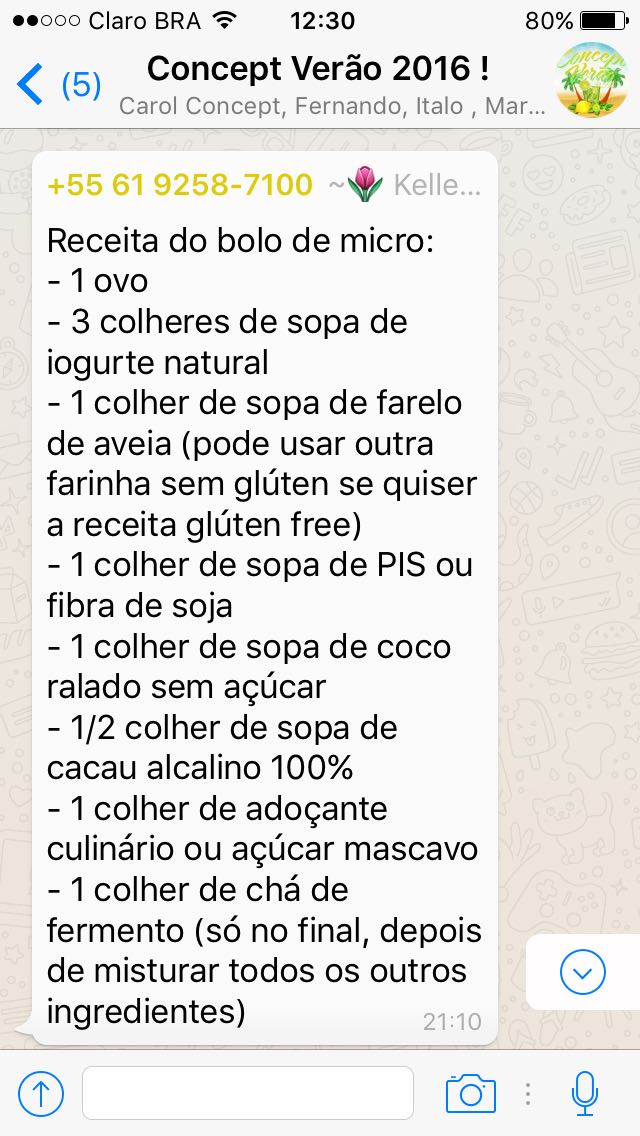 Claro BRA 12:30 80%
(5) Concept Verão 2016 !
Carol Concept, Fernando, Italo , Mar...
Concept
Verão
+55 61 9258-7100 ~🌷 Kelle...
Receita do bolo de micro:
- 1 ovo
- 3 colheres de sopa de
iogurte natural
- 1 colher de sopa de farelo
de aveia (pode usar outra
farinha sem glúten se quiser
a receita glúten free)
- 1 colher de sopa de PIS ou
fibra de soja
- 1 colher de sopa de coco
ralado sem açúcar
- 1/2 colher de sopa de
cacau alcalino 100%
- 1 colher de adoçante
culinário ou açúcar mascavo
- 1 colher de chá de
fermento (só no final, depois
de misturar todos os outros
ingredientes)
21:10